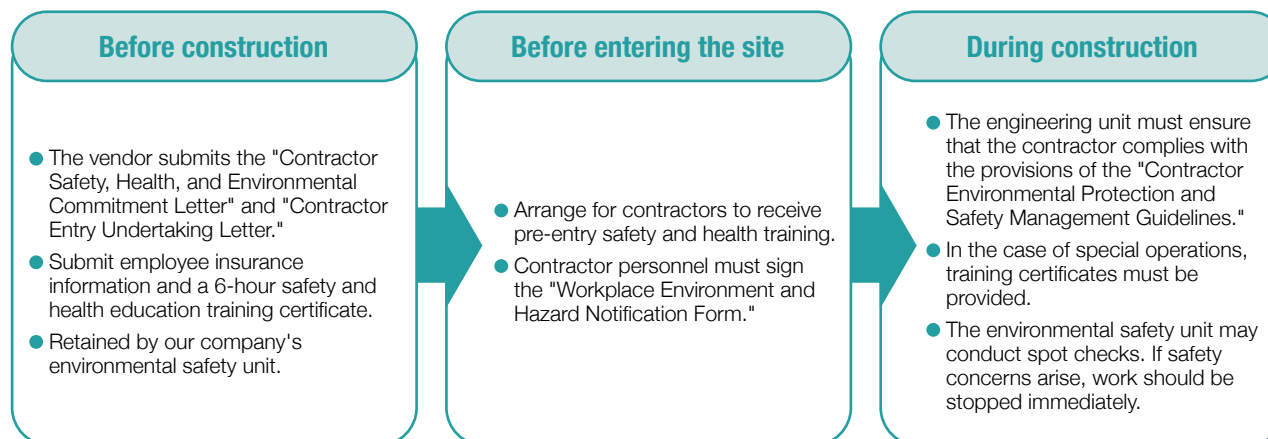 Before construction
The vendor submits the "Contractor
Safety, Health, and Environmental
Commitment Letter" and "Contractor
Entry Undertaking Letter."
Submit employee insurance
information and a 6-hour safety and
health education training certificate.
Retained by our company's
environmental safety unit.
Before entering the site
Arrange for contractors to receive
pre-entry safety and health training.
Contractor personnel must sign
the "Workplace Environment and
Hazard Notification Form."
During construction
The engineering unit must ensure
that the contractor complies with
the provisions of the "Contractor
Environmental Protection and
Safety Management Guidelines."
In the case of special operations,
training certificates must be
provided.
The environmental safety unit may
conduct spot checks. If safety
concerns arise, work should be
stopped immediately.